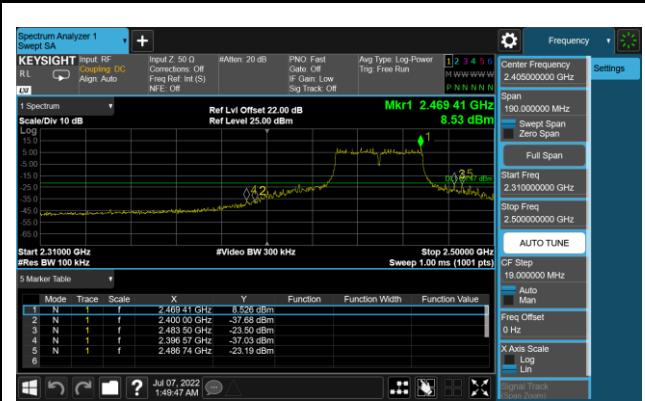 Spectrum Analyzer 1
Swept SA
+
Frequency
KEYSIGHT
Input: RF
Input Z: 50 Ω
#Atten: 20 dB
PNO: Fast
Avg Type: Log-Power
1 2 3 4 5 6
RL
Coupling: DC
Corrections: Off
Gate: Off
Trig: Free Run
Align: Auto
Freq Ref: Int (S)
IF Gain: Low
M W W W W W
NFE: Off
Sig Track: Off
P N N N N N
LXI
Center Frequency
2.405000000 GHz
Settings
1 Spectrum
Ref Lvl Offset 22.00 dB
Mkr1 2.469 41 GHz
Scale/Div 10 dB
Ref Level 25.00 dBm
8.53 dBm
Span
190.000000 MHz
Swept Span
Zero Span
Full Span
Log
15.0
5.00
-5.00
-15.0
-25.0
-35.0
-45.0
-55.0
-65.0
1
4 2
3 5
Start Freq
2.310000000 GHz
Stop Freq
2.500000000 GHz
AUTO TUNE
Start 2.31000 GHz
#Video BW 300 kHz
Stop 2.50000 GHz
#Res BW 100 kHz
Sweep 1.00 ms (1001 pts)
CF Step
19.000000 MHz
Auto
Man
5 Marker Table
Mode Trace Scale X Y Function Function Width Function Value
1 N 1 f 2.469 41 GHz 8.526 dBm
2 N 1 f 2.400 00 GHz -37.68 dBm
3 N 1 f 2.483 50 GHz -23.50 dBm
4 N 1 f 2.396 57 GHz -37.03 dBm
5 N 1 f 2.486 74 GHz -23.19 dBm
6
Freq Offset
0 Hz
X Axis Scale
Log
Lin
Signal Track
(Span Zoom)
?
Jul 07, 2022
1:49:47 AM